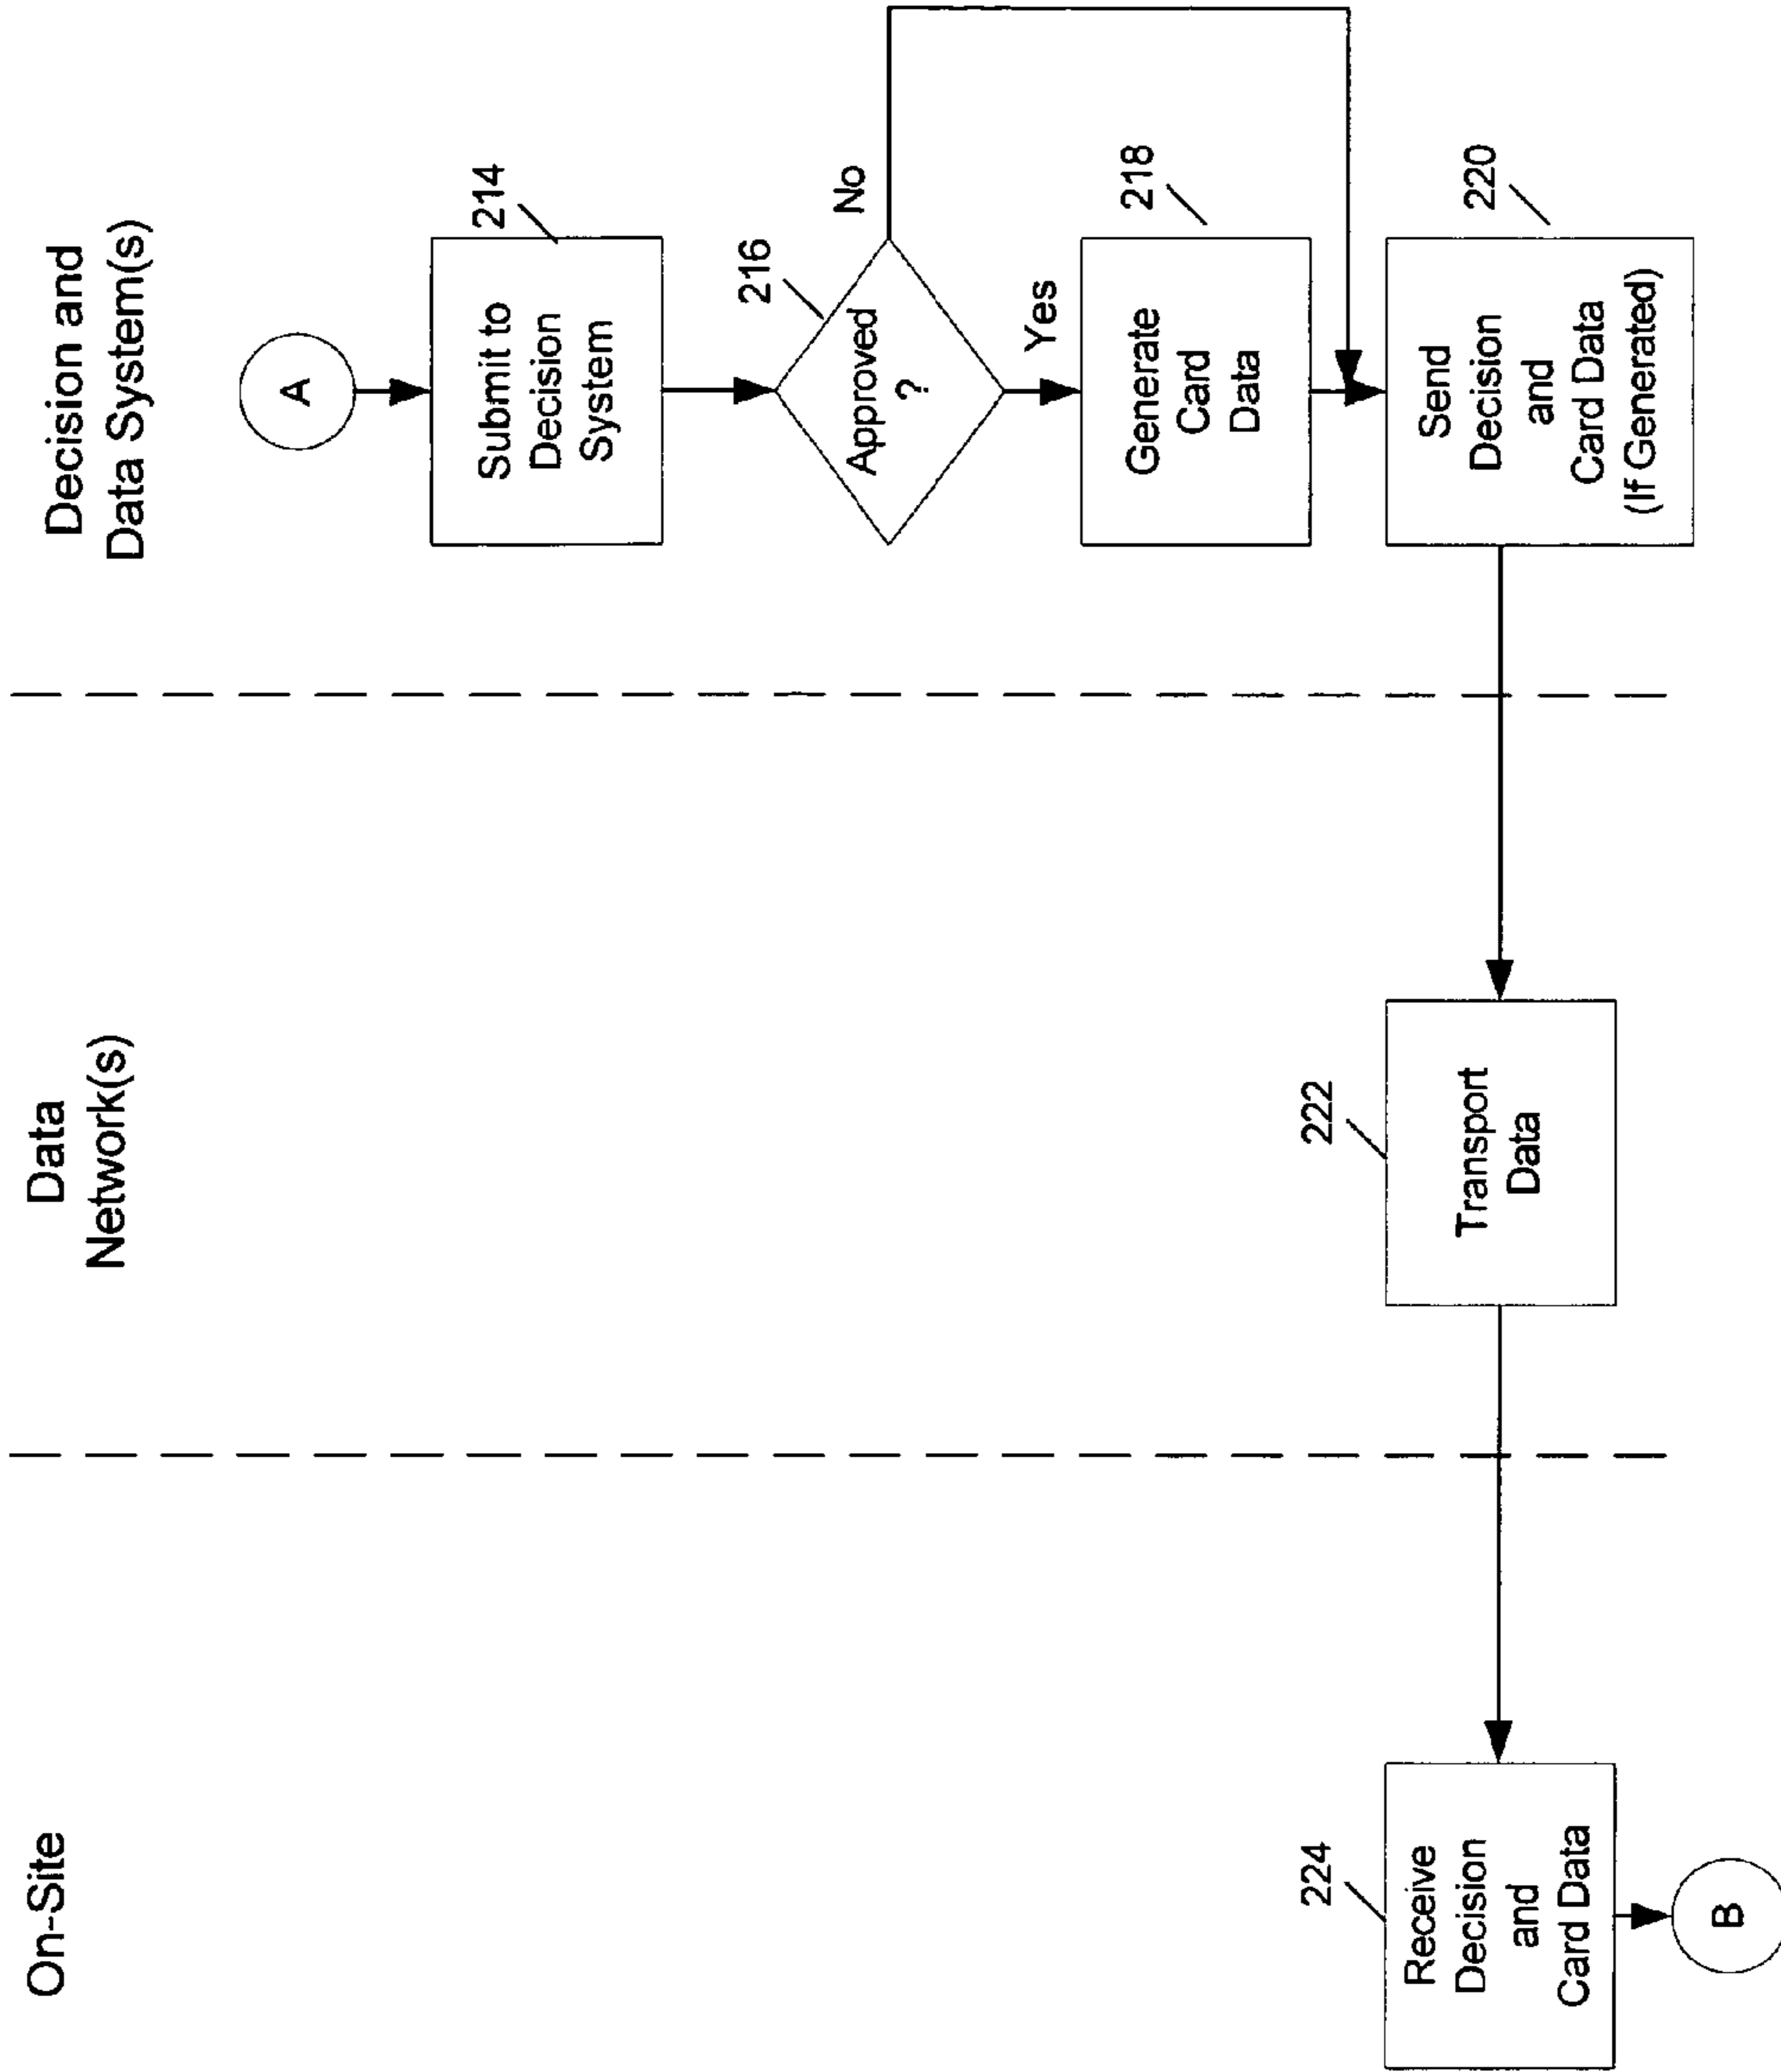 On-Site
Data
Network(s)
Decision and
Data System(s)
A
214
Submit to
Decision
System
216
Approved
?
No
Yes
218
Generate
Card
Data
220
Send
Decision
and
Card Data
(If Generated)
222
Transport
Data
224
Receive
Decision
and
Card Data
B